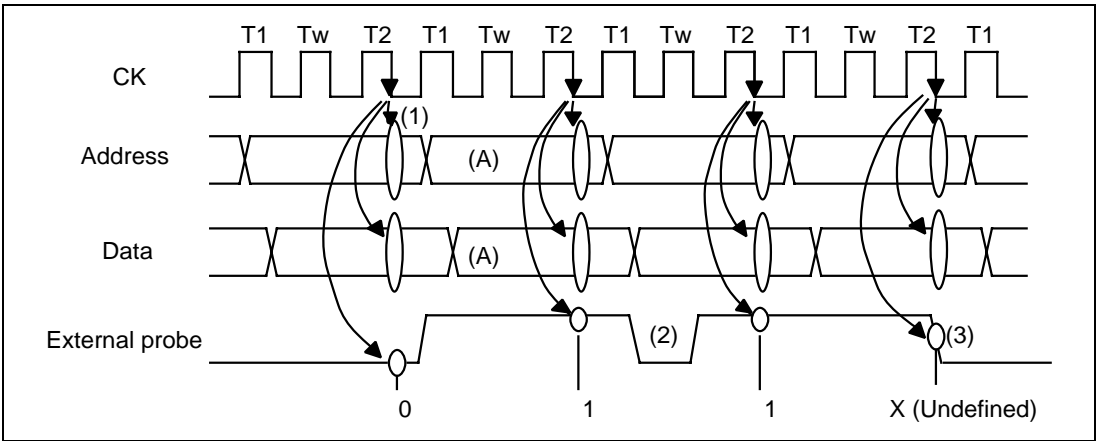 T1 Tw T2 T1 Tw T2 T1 Tw T2 T1 Tw T2 T1
CK
(1)
Address (A)
Data (A)
External probe (2) (3)
0 1 1 X (Undefined)